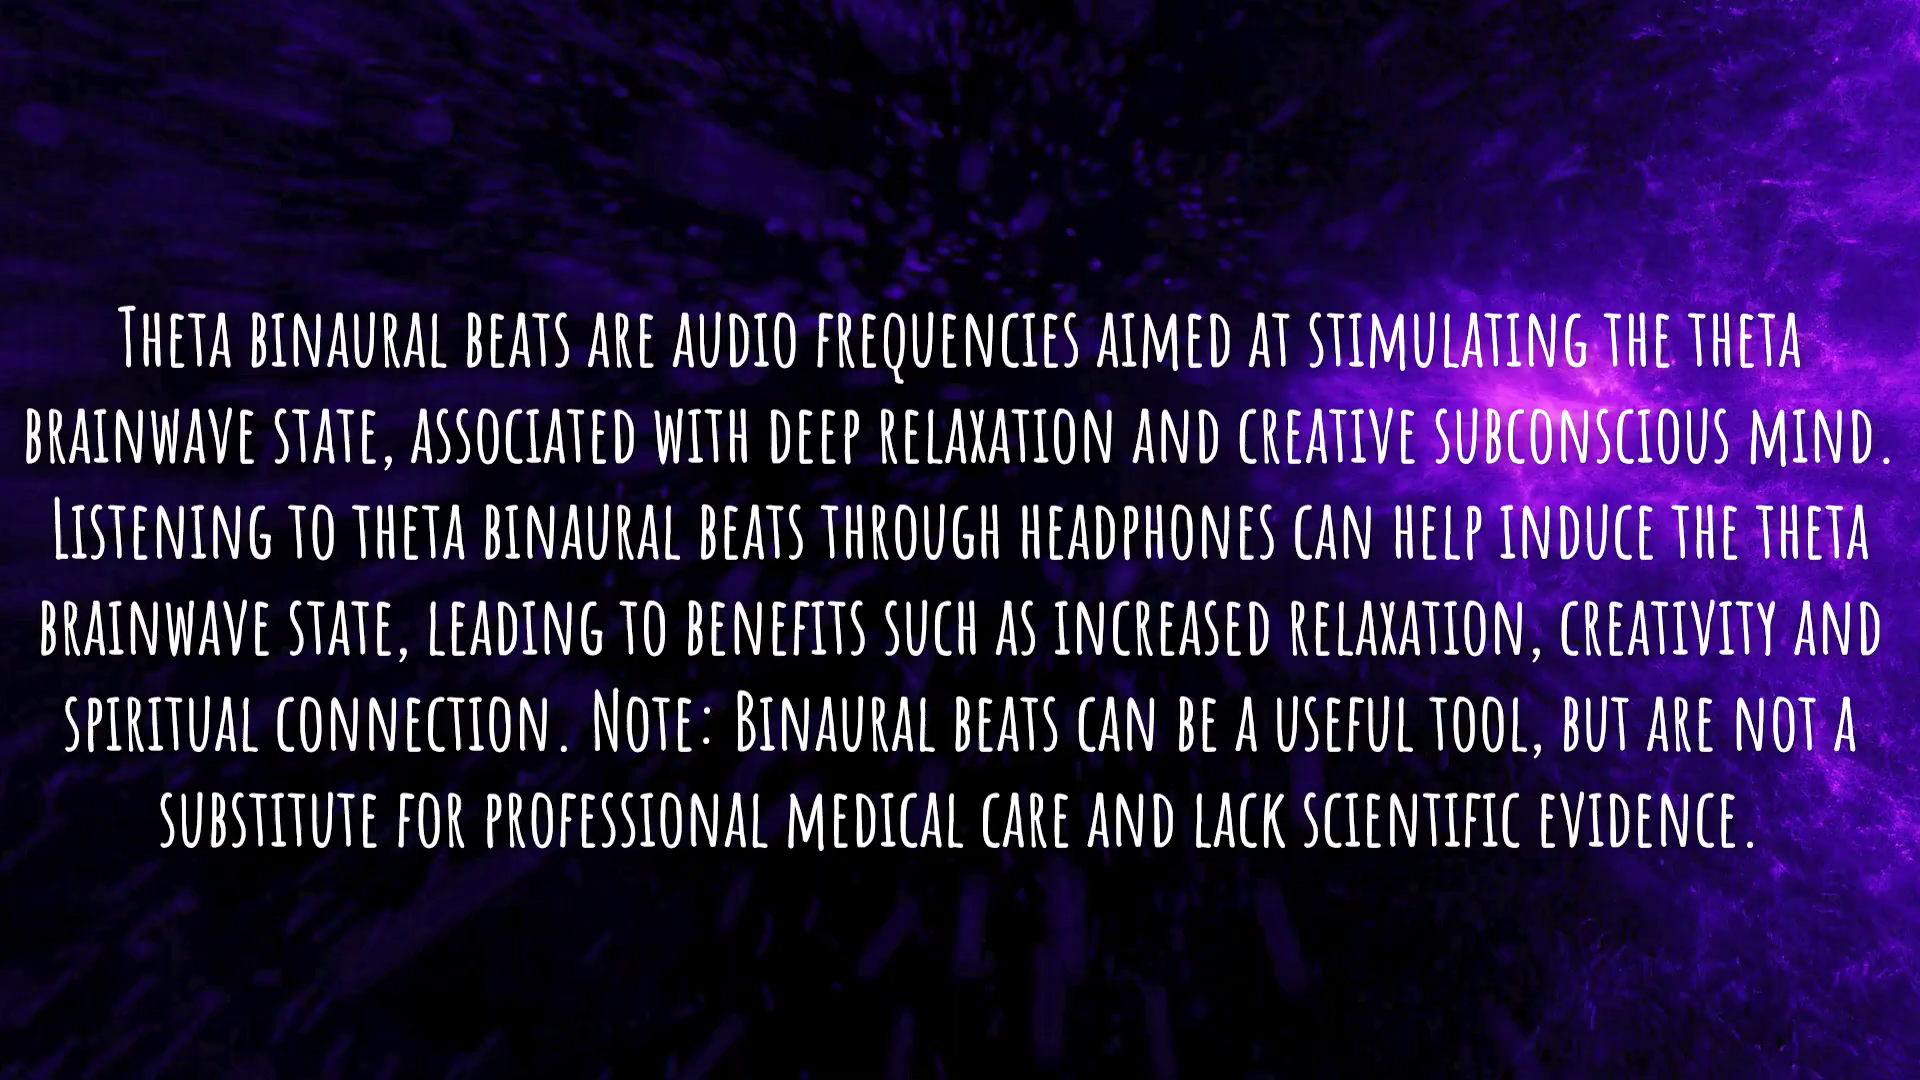 Theta binaural beats are audio frequencies aimed at stimulating the theta
brainwave state, associated with deep relaxation and creative subconscious mind.
Listening to theta binaural beats through headphones can help induce the theta
brainwave state, leading to benefits such as increased relaxation, creativity and
spiritual connection. Note: Binaural beats can be a useful tool, but are not a
substitute for professional medical care and lack scientific evidence.